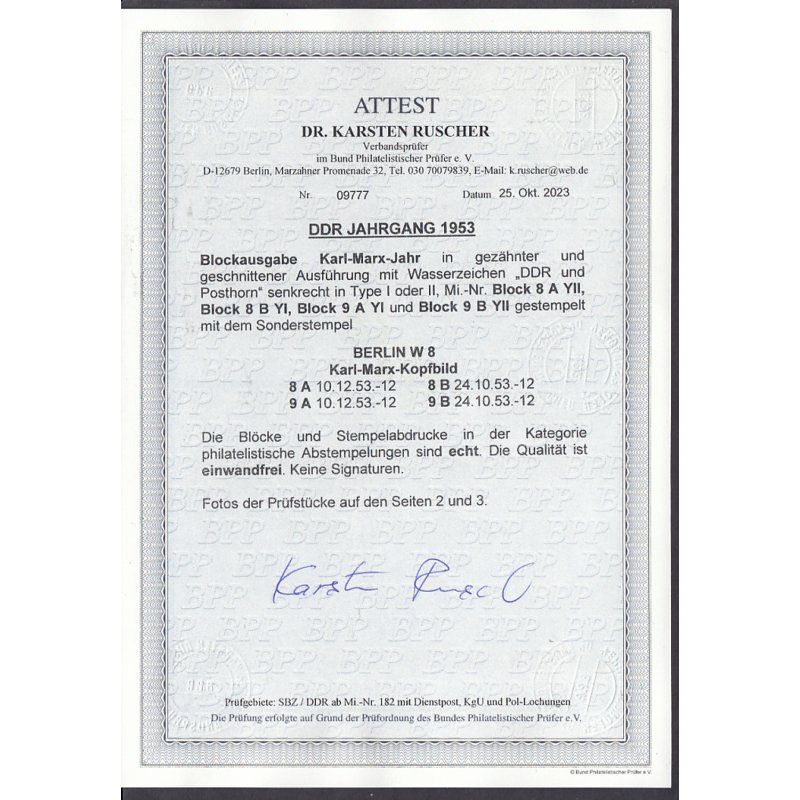 ATTEST
DR. KARSTEN RUSCHER
Verbandsprüfer
im Bund Philatelistischer Prüfer e. V.
D-12679 Berlin, Marzahner Promenade 32, Tel. 030 70079839, E-Mail: k.ruscher@web.de
Nr. 09777 Datum 25. Okt. 2023
DDR JAHRGANG 1953
Blockausgabe Karl-Marx-Jahr in gezähnter und
geschnittener Ausführung mit Wasserzeichen „DDR und
Posthorn“ senkrecht in Type I oder II, Mi.-Nr. Block 8 A YII,
Block 8 B YI, Block 9 A YI und Block 9 B YII gestempelt
mit dem Sonderstempel
BERLIN W 8
Karl-Marx-Kopfbild
8 A 10.12.53.-12 8 B 24.10.53.-12
9 A 10.12.53.-12 9 B 24.10.53.-12
Die Blöcke und Stempelabdrucke in der Kategorie
philatelistische Abstempelungen sind echt. Die Qualität ist
einwandfrei. Keine Signaturen.
Fotos der Prüfstücke auf den Seiten 2 und 3.
Karsten Ruscher
Prüfgebiete: SBZ / DDR ab Mi.-Nr. 182 mit Dienstpost, KgU und Pol-Lochungen
Die Prüfung erfolgte auf Grund der Prüfordnung des Bundes Philatelistischer Prüfer e.V.
© Bund Philatelistischer Prüfer e.V.